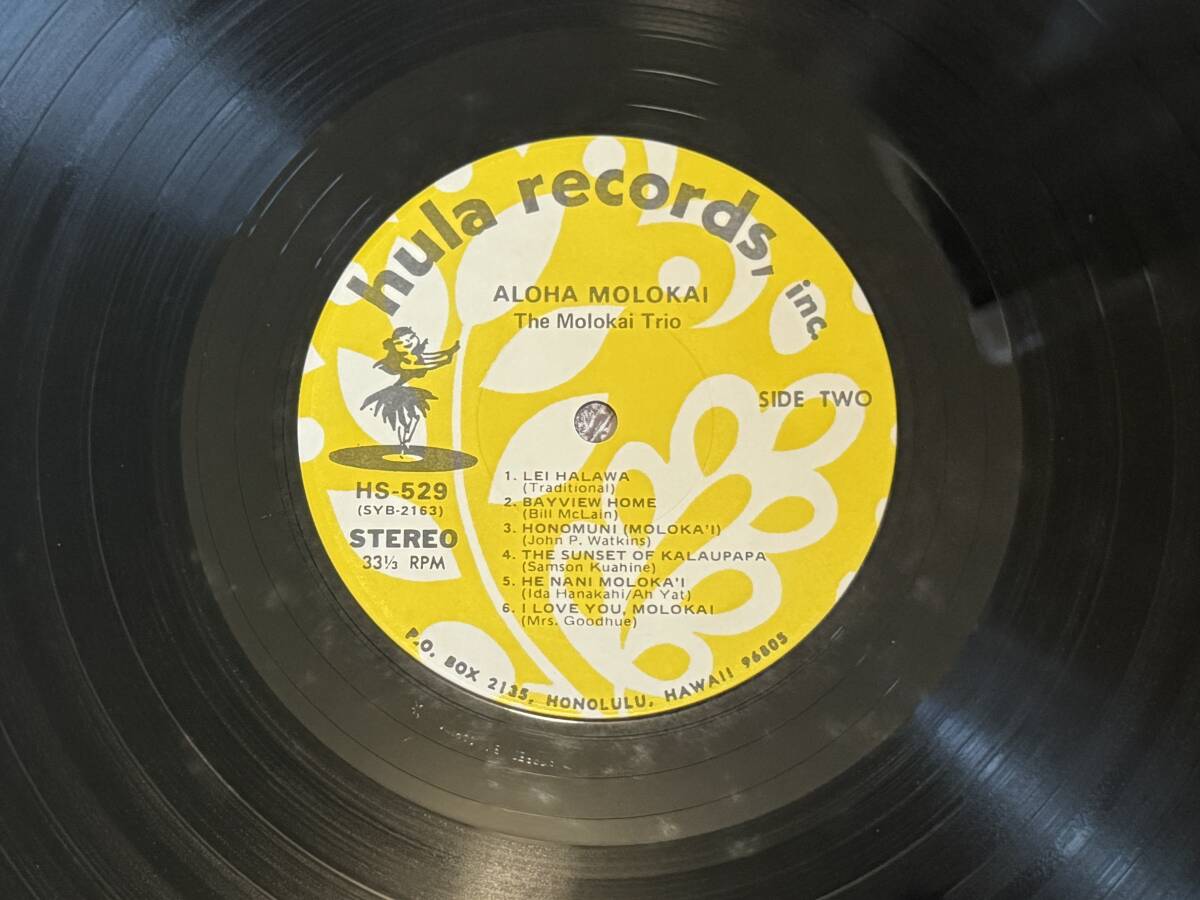 hula records, inc.
ALOHA MOLOKAI
The Molokai Trio
SIDE TWO
HS-529
(SYB-2163)
STEREO
33⅓ RPM
1. LEI HALAWA
(Traditional)
2. BAYVIEW HOME
(Bill McLain)
3. HONOMUNI (MOLOKA'I)
(John P. Watkins)
4. THE SUNSET OF KALAUPAPA
(Samson Kuahine)
5. HE NANI MOLOKA'I
(Ida Hanakahi/Ah Yat)
6. I LOVE YOU, MOLOKAI
(Mrs. Goodhue)
P.O. BOX 2135, HONOLULU, HAWAII 96805